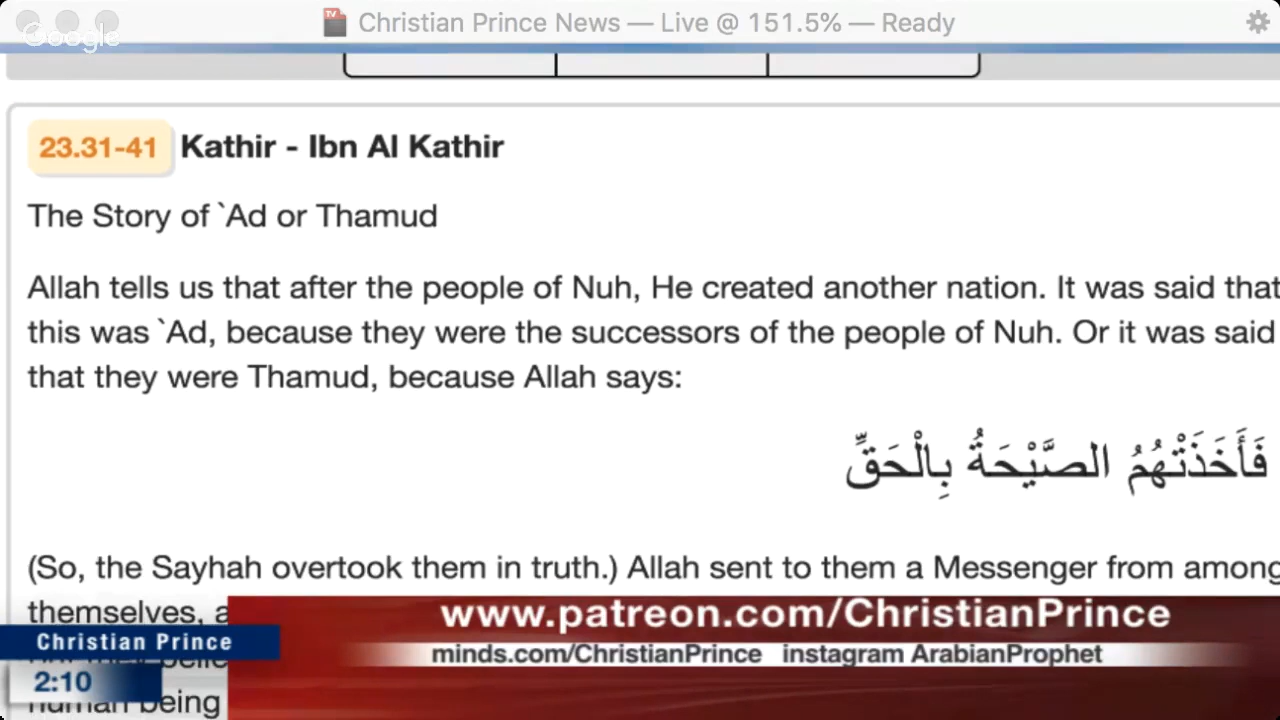 Christian Prince News — Live @ 151.5% — Ready
Google
23.31-41 Kathir - Ibn Al Kathir
The Story of `Ad or Thamud
Allah tells us that after the people of Nuh, He created another nation. It was said that
this was `Ad, because they were the successors of the people of Nuh. Or it was said
that they were Thamud, because Allah says:
فَأَخَذَتْهُمُ الصَّيْحَةُ بِالْحَقِّ
(So, the Sayhah overtook them in truth.) Allah sent to them a Messenger from among
themselves, a
www.patreon.com/ChristianPrince
Christian Prince
minds.com/ChristianPrince instagram ArabianProphet
2:10
human being